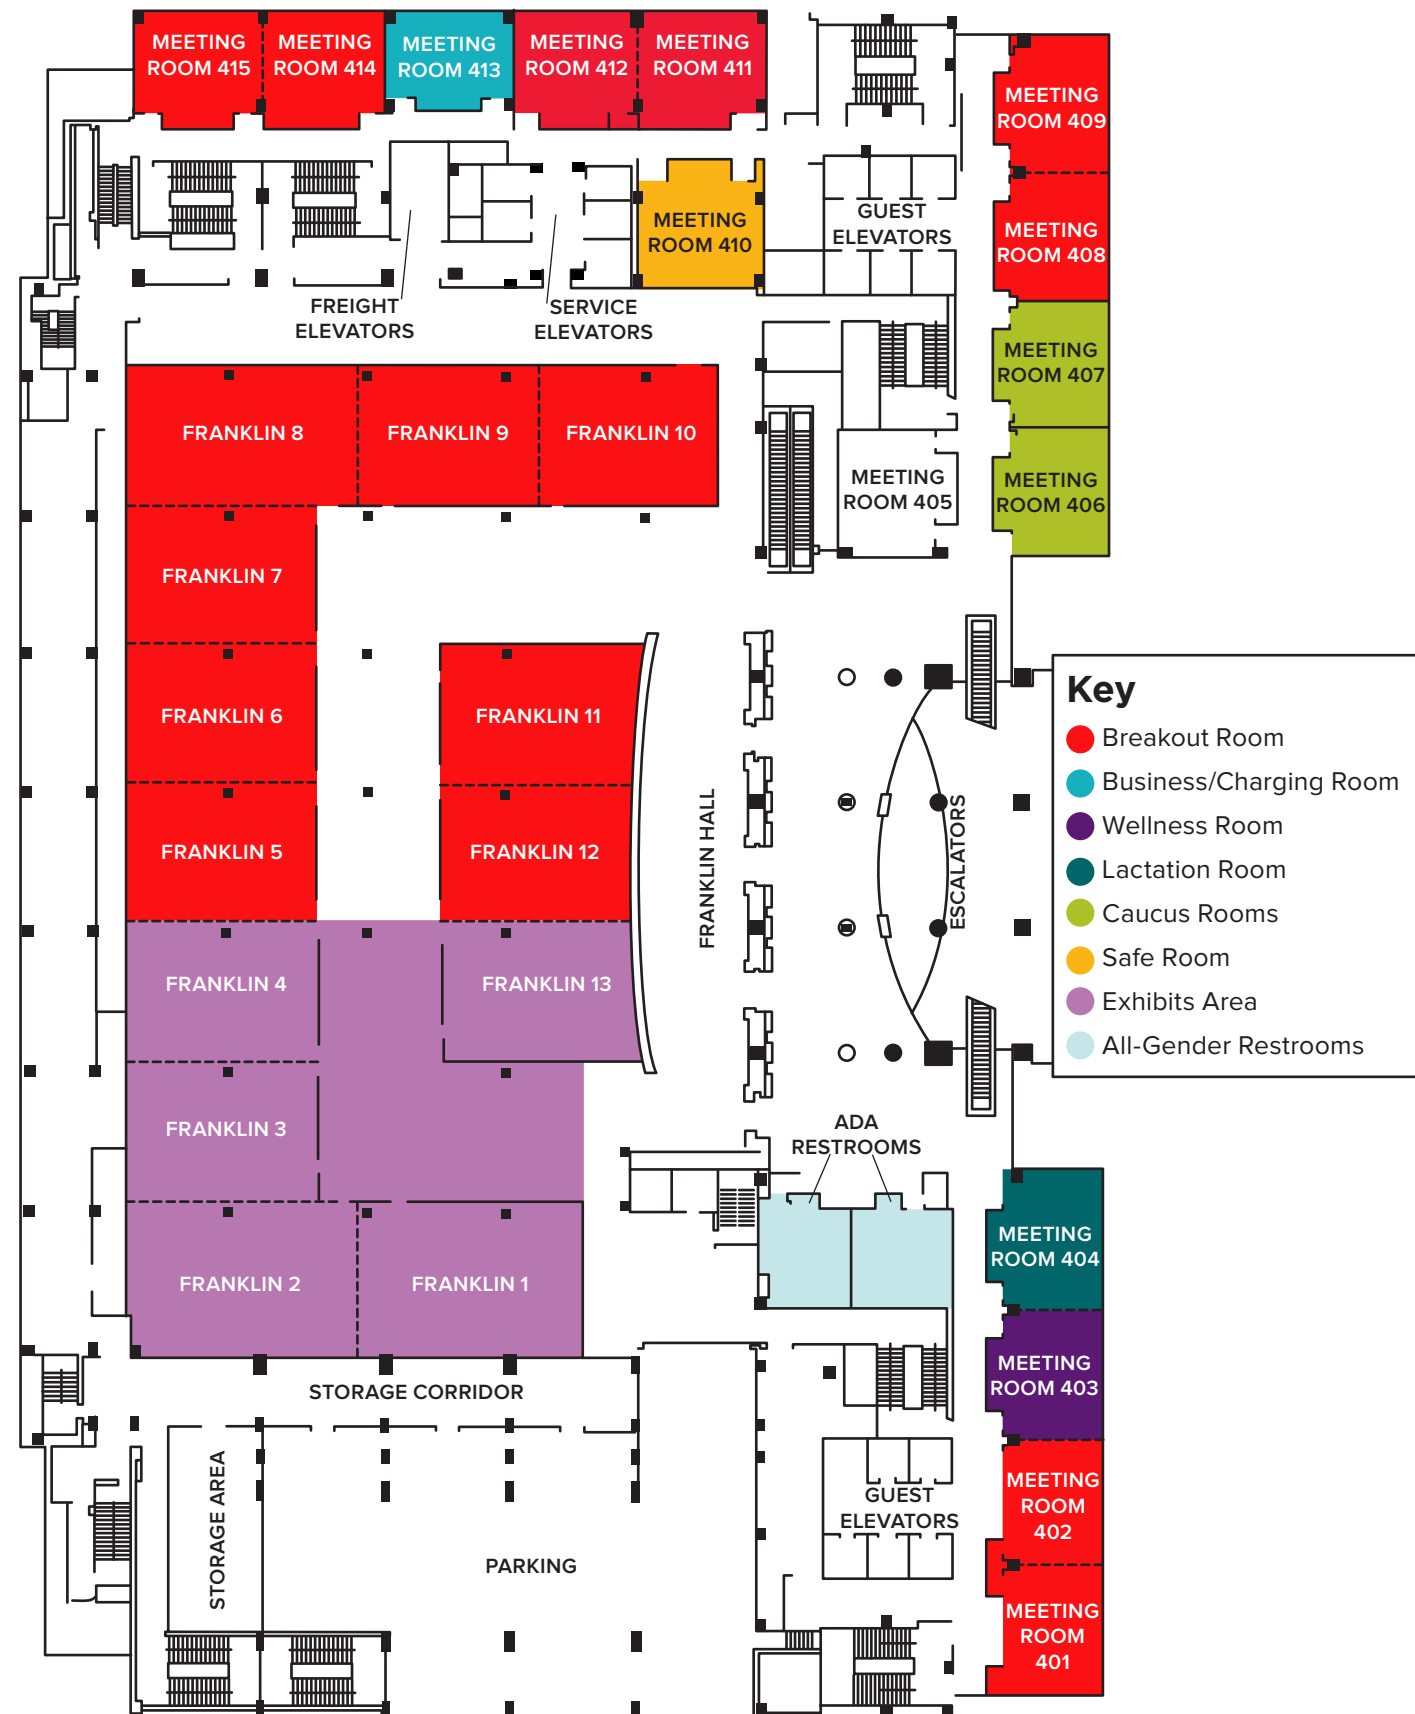 MEETING
ROOM 415
MEETING
ROOM 414
MEETING
ROOM 413
MEETING
ROOM 412
MEETING
ROOM 411
MEETING
ROOM 409
MEETING
ROOM 410
GUEST
ELEVATORS
MEETING
ROOM 408
FREIGHT
ELEVATORS
SERVICE
ELEVATORS
MEETING
ROOM 407
FRANKLIN 8
FRANKLIN 9
FRANKLIN 10
MEETING
ROOM 405
MEETING
ROOM 406
FRANKLIN 7
FRANKLIN 6
FRANKLIN 11
FRANKLIN 5
FRANKLIN 12
FRANKLIN HALL
ESCALATORS
Key
Breakout Room
Business/Charging Room
Wellness Room
Lactation Room
Caucus Rooms
Safe Room
Exhibits Area
All-Gender Restrooms
FRANKLIN 4
FRANKLIN 13
FRANKLIN 3
ADA
RESTROOMS
MEETING
ROOM 404
FRANKLIN 2
FRANKLIN 1
MEETING
ROOM 403
STORAGE CORRIDOR
STORAGE AREA
GUEST
ELEVATORS
MEETING
ROOM
402
PARKING
MEETING
ROOM
401